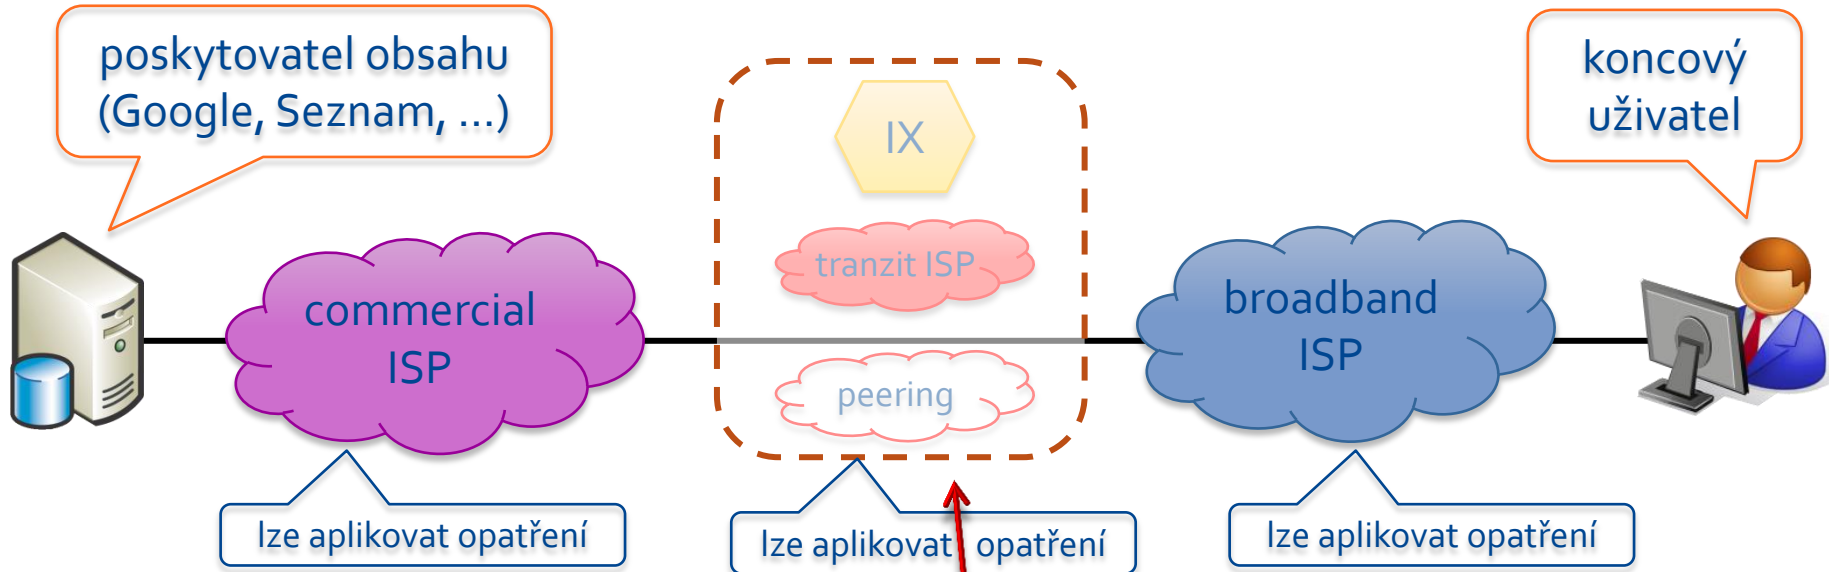 poskytovatel obsahu
(Google, Seznam, ...)
koncový
uživatel
IX
tranzit ISP
commercial
ISP
broadband
ISP
peering
lze aplikovat opatření
lze aplikovat opatření
lze aplikovat opatření